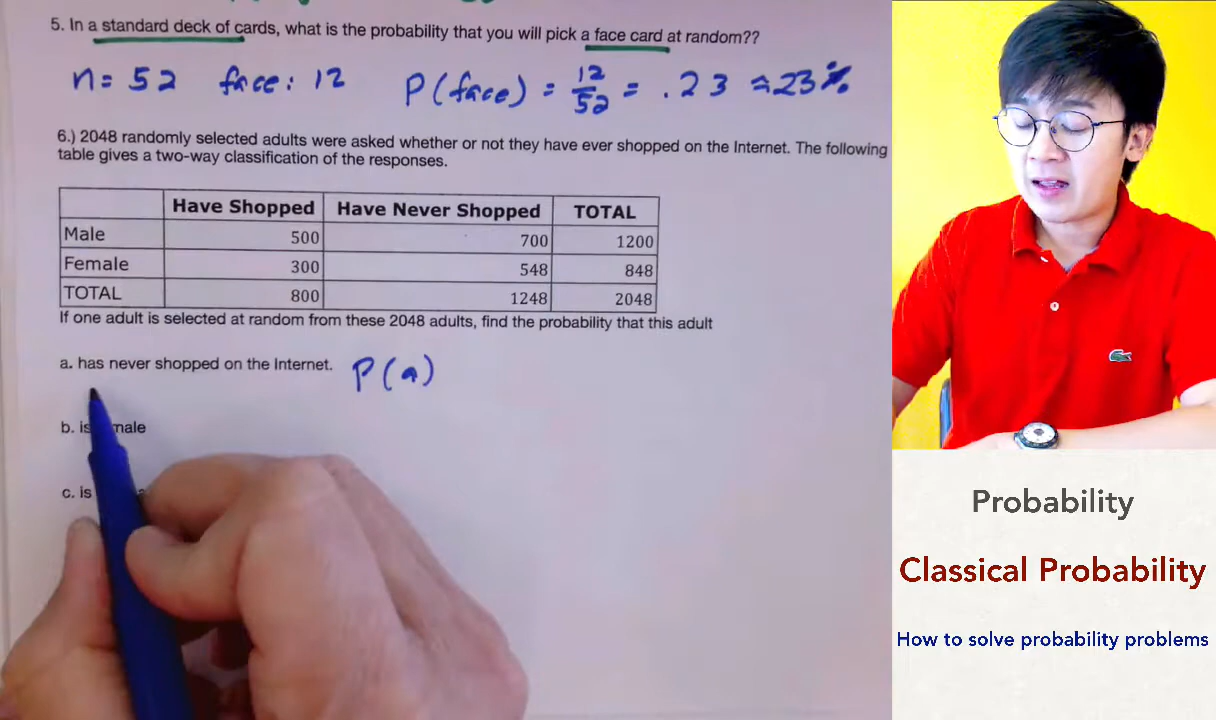 5. In a standard deck of cards, what is the probability that you will pick a face card at random??
n= 52 face: 12 P(face) = 12/52 = .23 ≈23%
6.) 2048 randomly selected adults were asked whether or not they have ever shopped on the Internet. The following
table gives a two-way classification of the responses.
Have Shopped Have Never Shopped TOTAL
Male 500 700 1200
Female 300 548 848
TOTAL 800 1248 2048
If one adult is selected at random from these 2048 adults, find the probability that this adult
a. has never shopped on the Internet. P(a)
b. is male
c. is
Probability
Classical Probability
How to solve probability problems